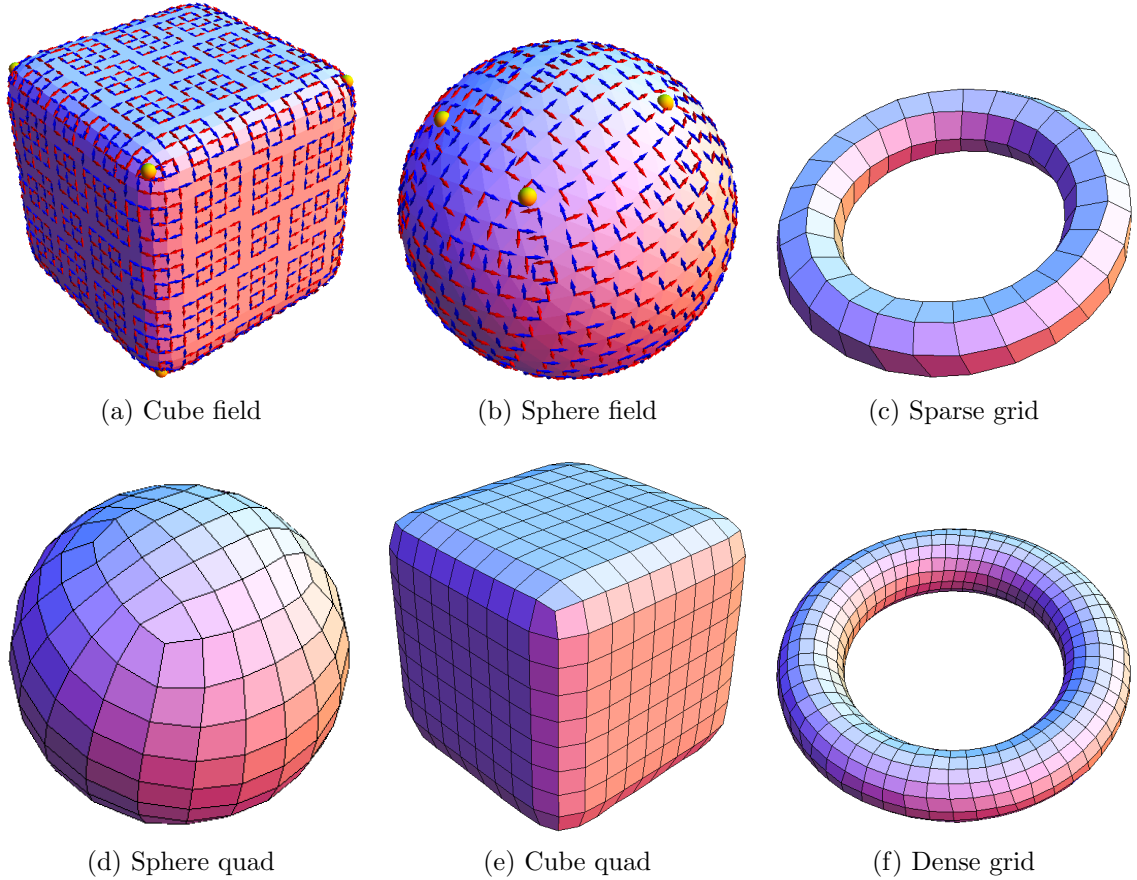 (a) Cube field
(b) Sphere field
(c) Sparse grid
(d) Sphere quad
(e) Cube quad
(f) Dense grid